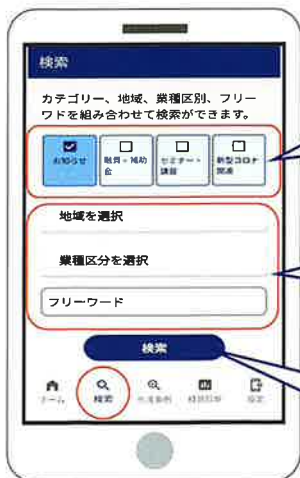 検索
カテゴリー、地域、業種区別、フリー
ワードを組み合わせて検索ができます。
お知らせ
融資・補助
金
セミナー・
講習
新型コロナ
関連
地域を選択
業種区分を選択
フリーワード
検索
ホーム
検索
設定